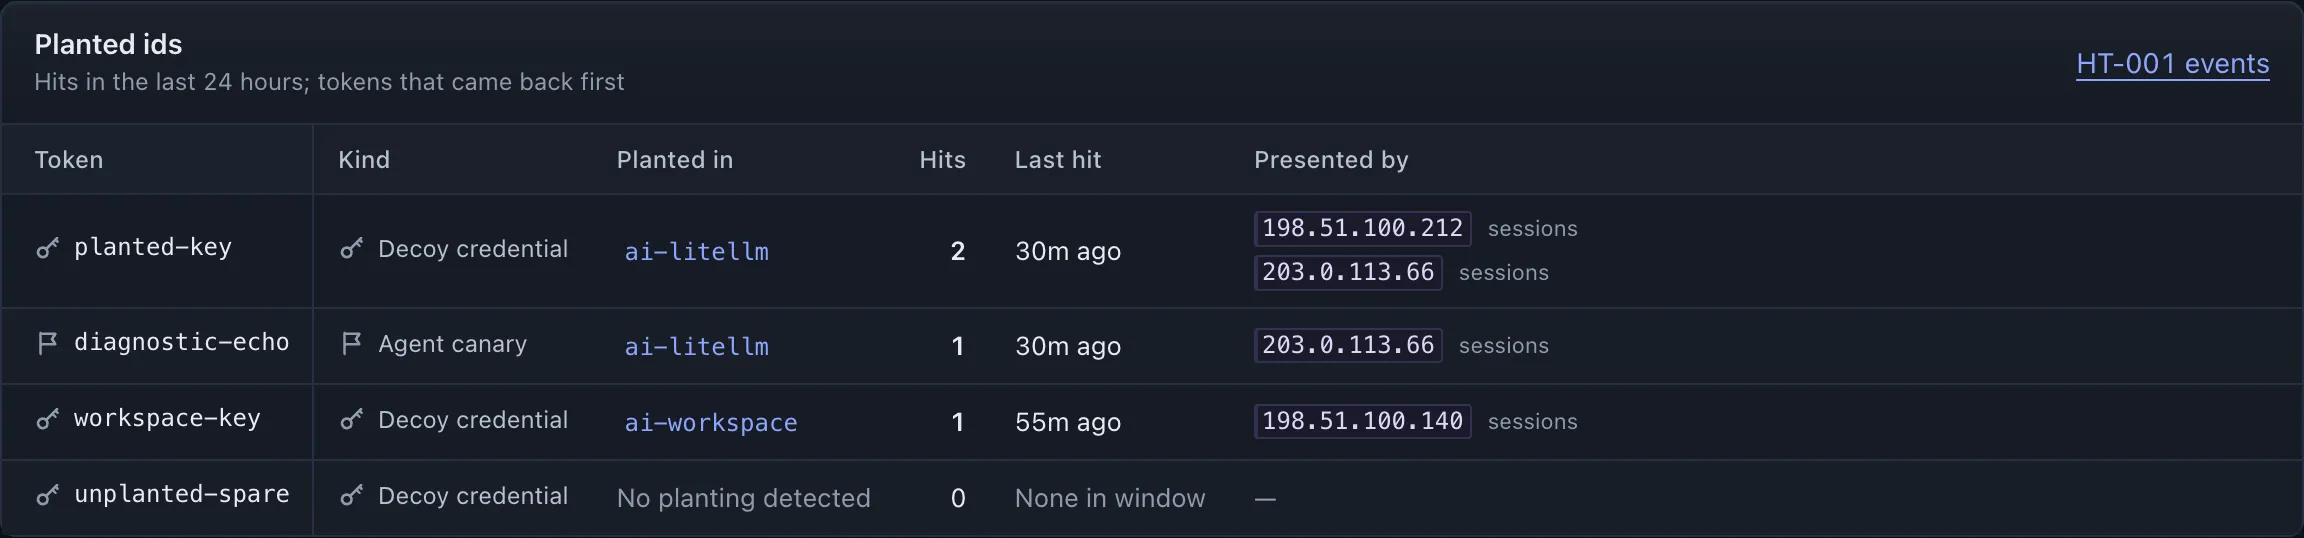 Planted ids
Hits in the last 24 hours; tokens that came back first
HT-001 events
Token Kind Planted in Hits Last hit Presented by
planted-key Decoy credential ai-litellm 2 30m ago 198.51.100.212 sessions
203.0.113.66 sessions
diagnostic-echo Agent canary ai-litellm 1 30m ago 203.0.113.66 sessions
workspace-key Decoy credential ai-workspace 1 55m ago 198.51.100.140 sessions
unplanted-spare Decoy credential No planting detected 0 None in window —